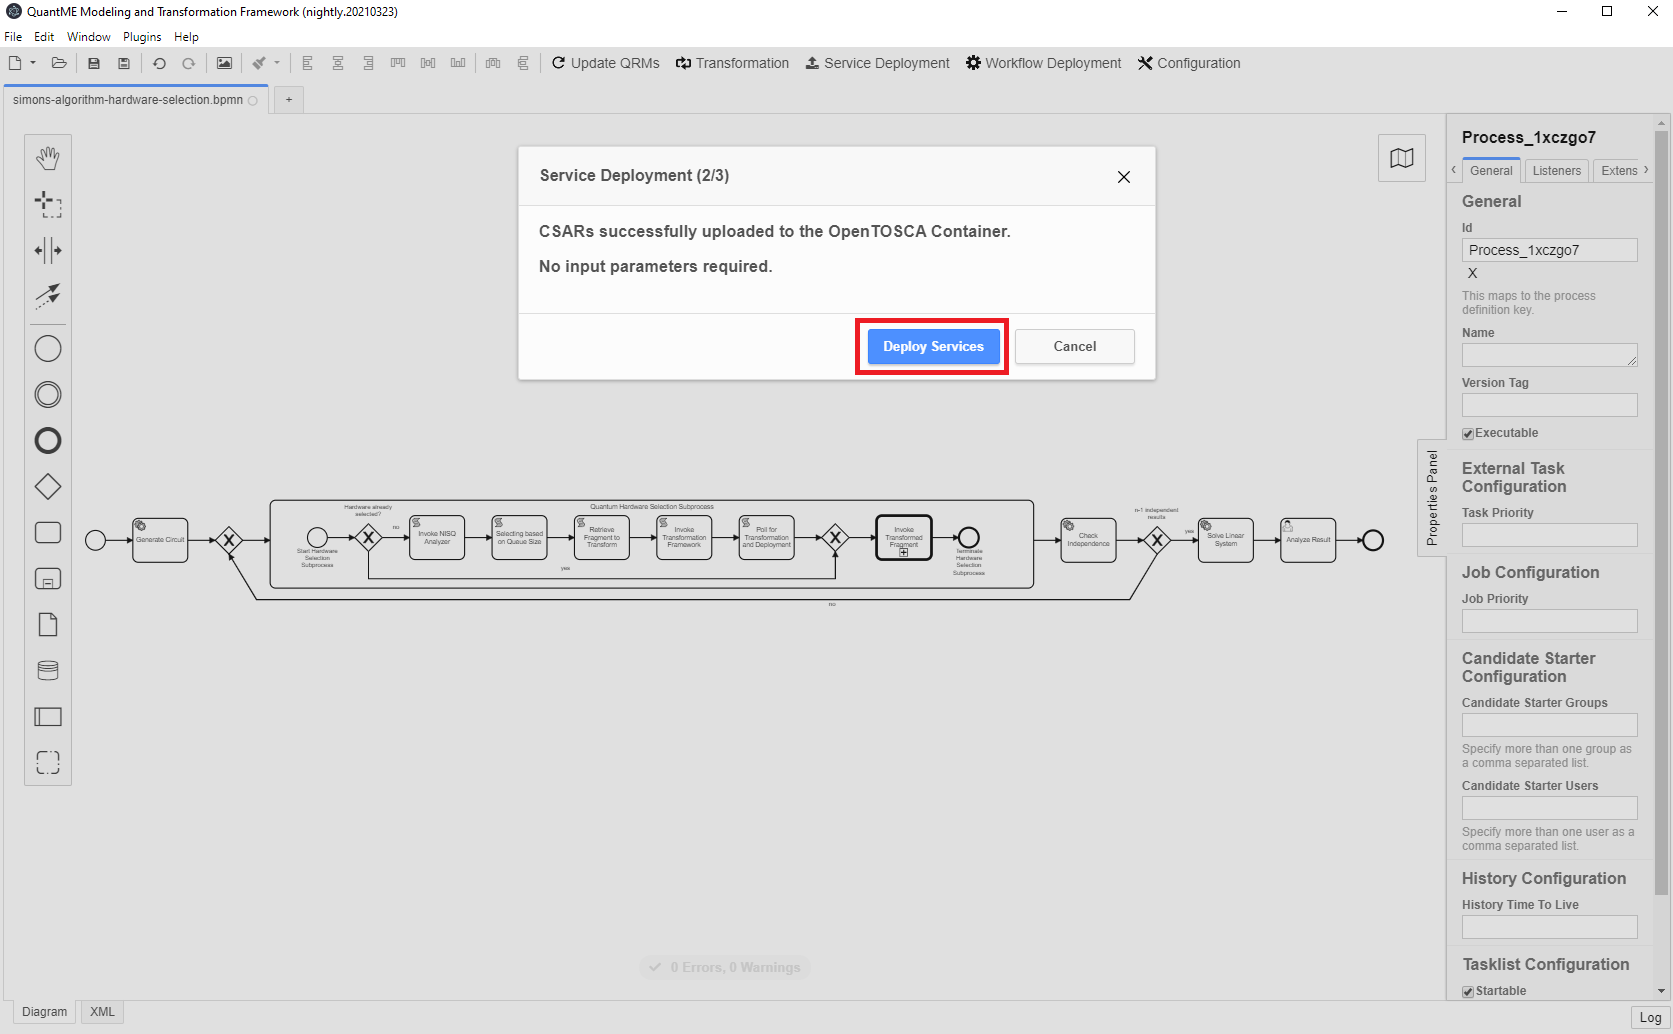 QuantME Modeling and Transformation Framework (nightly.20210323)
File Edit Window Plugins Help
Update QRMs Transformation Service Deployment Workflow Deployment Configuration
simons-algorithm-hardware-selection.bpmn +
Service Deployment (2/3)
CSARs successfully uploaded to the OpenTOSCA Container.
No input parameters required.
Deploy Services Cancel
Generate Circuit
Quantum Hardware Selection Subprocess
Hardware already
selected?
no
yes
Start Hardware
Selection
Subprocess
Invoke NISQ
Analyzer
Selecting based
on Queue Size
Retrieve
Fragment to
Transform
Invoke
Transformation
Framework
Poll for
Transformation
and Deployment
Invoke
Transformed
Fragment
Terminate
Hardware
Selection
Subprocess
Check
Independence
n-1 independent
results
yes
no
Solve Linear
System
Analyze Result
0 Errors, 0 Warnings
Properties Panel
Process_1xczgo7
General Listeners Extens
General
Id
Process_1xczgo7
X
This maps to the process
definition key.
Name
Version Tag
Executable
External Task
Configuration
Task Priority
Job Configuration
Job Priority
Candidate Starter
Configuration
Candidate Starter Groups
Specify more than one group as
a comma separated list.
Candidate Starter Users
Specify more than one user as a
comma separated list.
History Configuration
History Time To Live
Tasklist Configuration
Startable
Diagram XML
Log